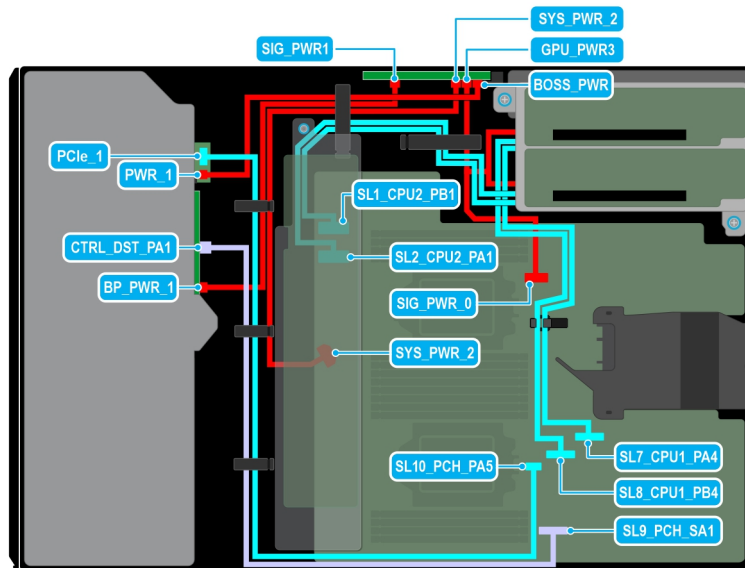 SYS_PWR_2
SIG_PWR1
GPU_PWR3
BOSS_PWR
PCIe_1
PWR_1
SL1_CPU2_PB1
CTRL_DST_PA1
SL2_CPU2_PA1
BP_PWR_1
SIG_PWR_0
SYS_PWR_2
SL10_PCH_PA5
SL7_CPU1_PA4
SL8_CPU1_PB4
SL9_PCH_SA1